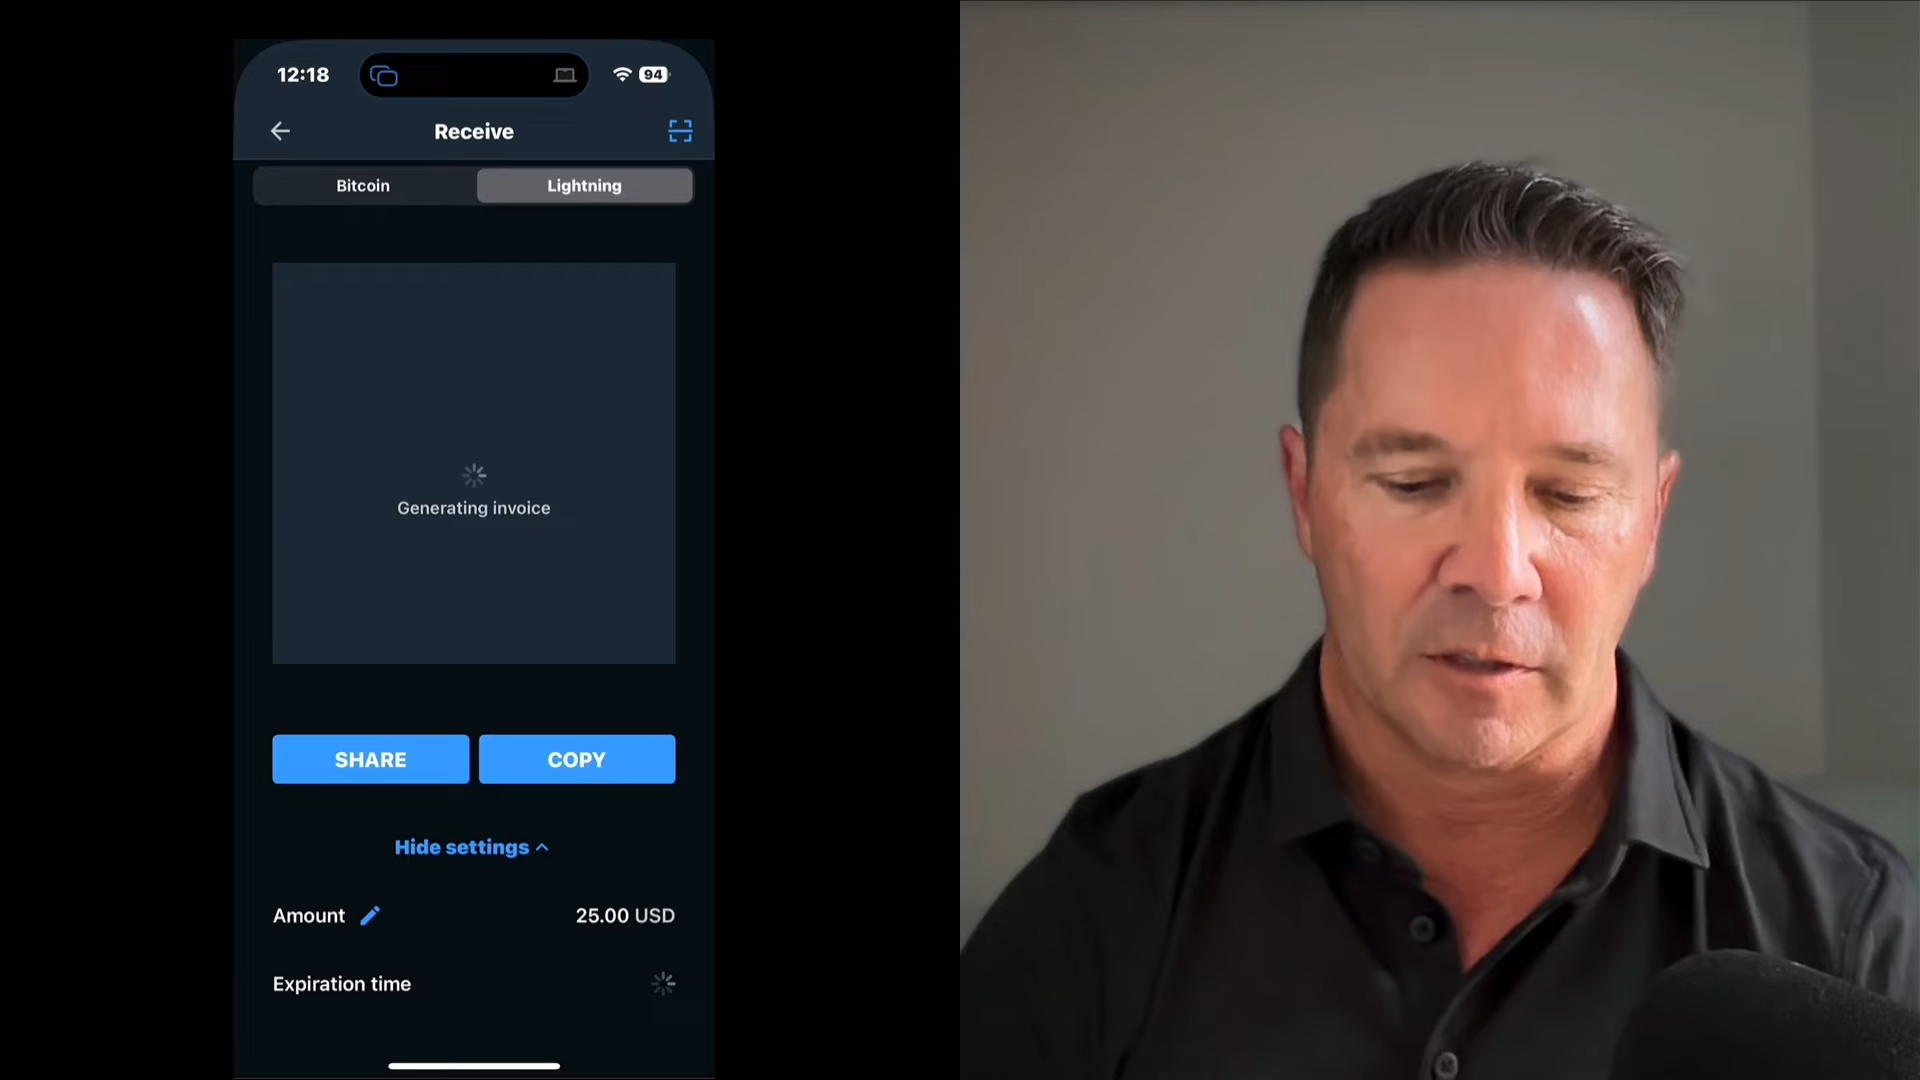 12:18
94
Receive
Bitcoin
Lightning
Generating invoice
SHARE
COPY
Hide settings
Amount
25.00 USD
Expiration time